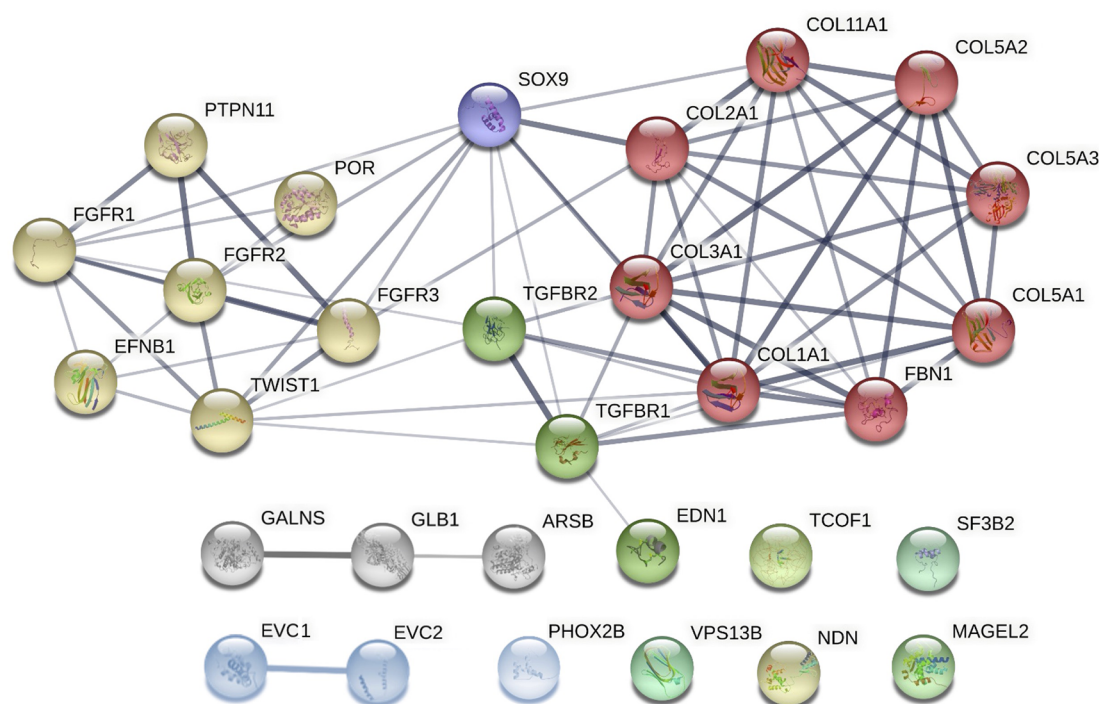 COL11A1
COL5A2
SOX9
PTPN11
COL2A1
POR
COL5A3
FGFR1
FGFR2
COL3A1
FGFR3
TGFBR2
COL5A1
EFNB1
COL1A1
TWIST1
FBN1
TGFBR1
GALNS
GLB1
ARSB
EDN1
TCOF1
SF3B2
EVC1
EVC2
PHOX2B
VPS13B
NDN
MAGEL2